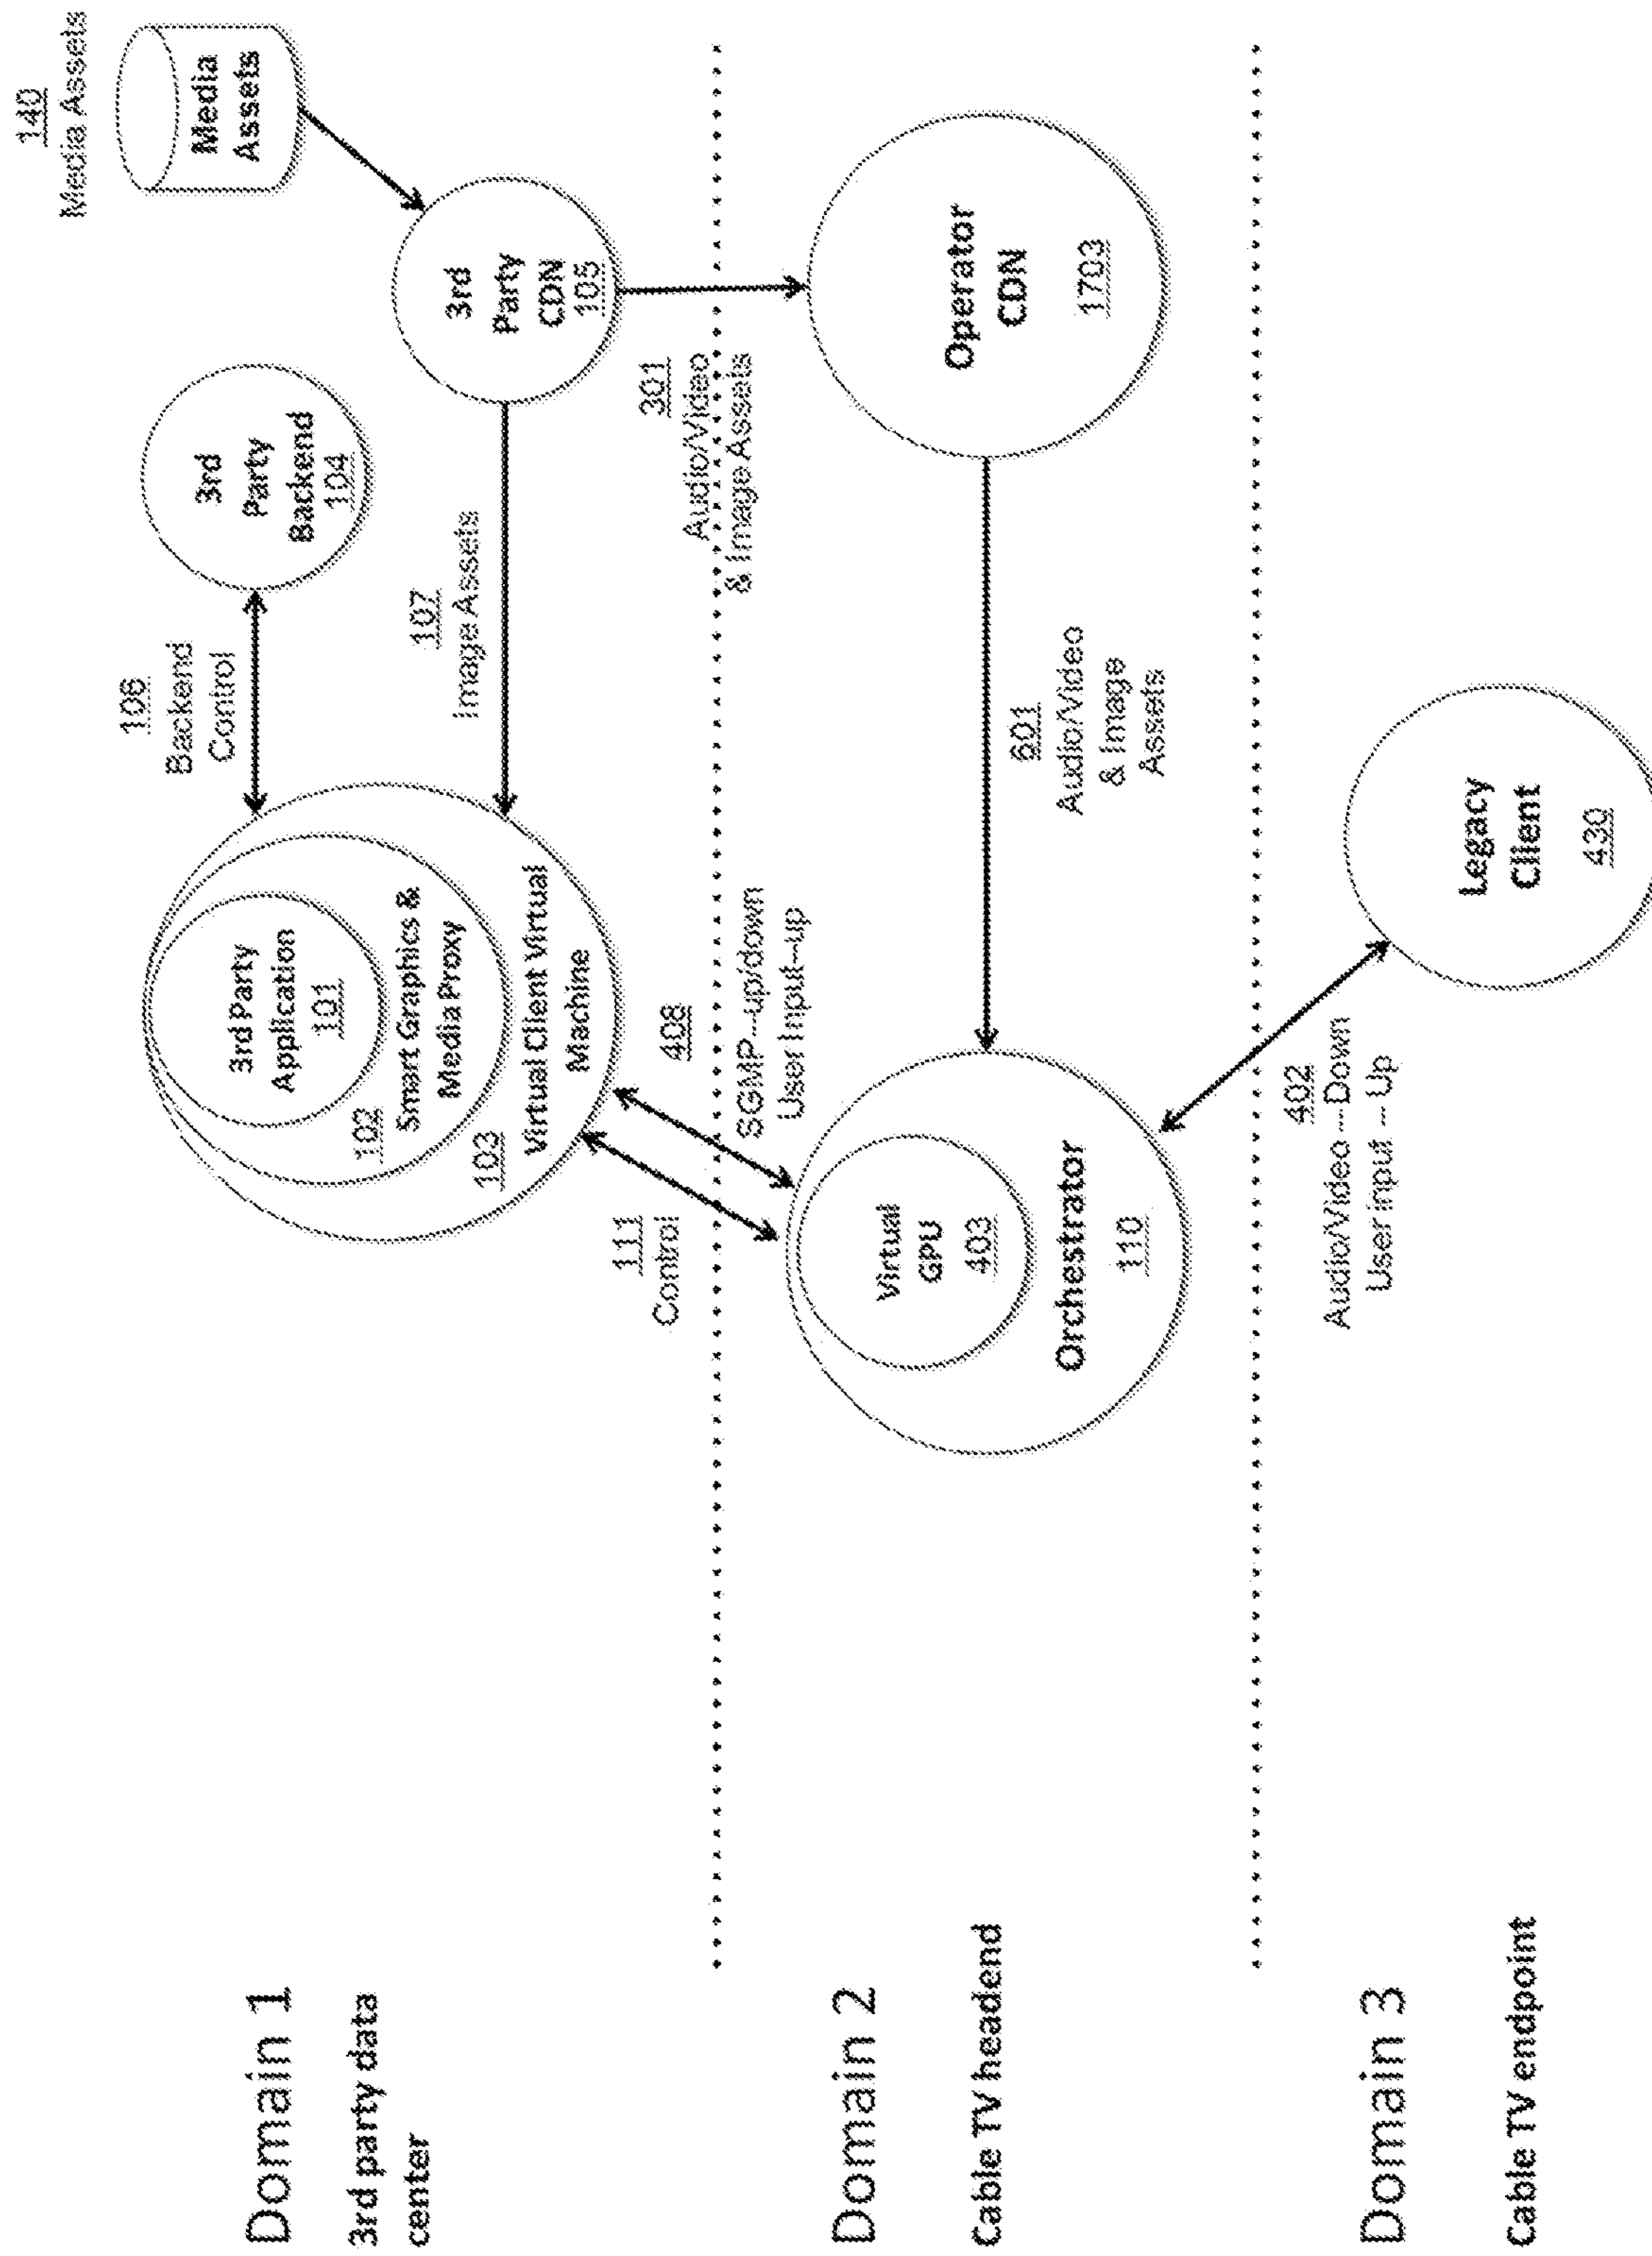 Domain 1
3rd party data
center
3rd Party
Application
101
102
Smart Graphics &
Media Proxy
103
Virtual Client Virtual
Machine
106
Backend
Control
3rd
Party
Backend
104
140
Media Assets
Media
Assets
107
Image Assets
3rd
Party
CDN
105
111
Control
408
SGMP---up/down
User Input--up
301
Audio/Video
& Image Assets
Domain 2
Cable TV headend
Virtual
GPU
403
Orchestrator
110
601
Audio/Video
& Image
Assets
Operator
CDN
1703
Domain 3
Cable TV endpoint
402
Audio/Video---Down
User input -- Up
Legacy
Client
430